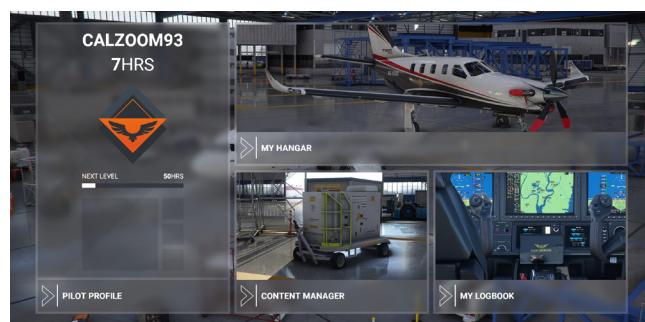 CALZOOM93
7HRS
NEXT LEVEL 50HRS
PILOT PROFILE
MY HANGAR
CONTENT MANAGER
MY LOGBOOK